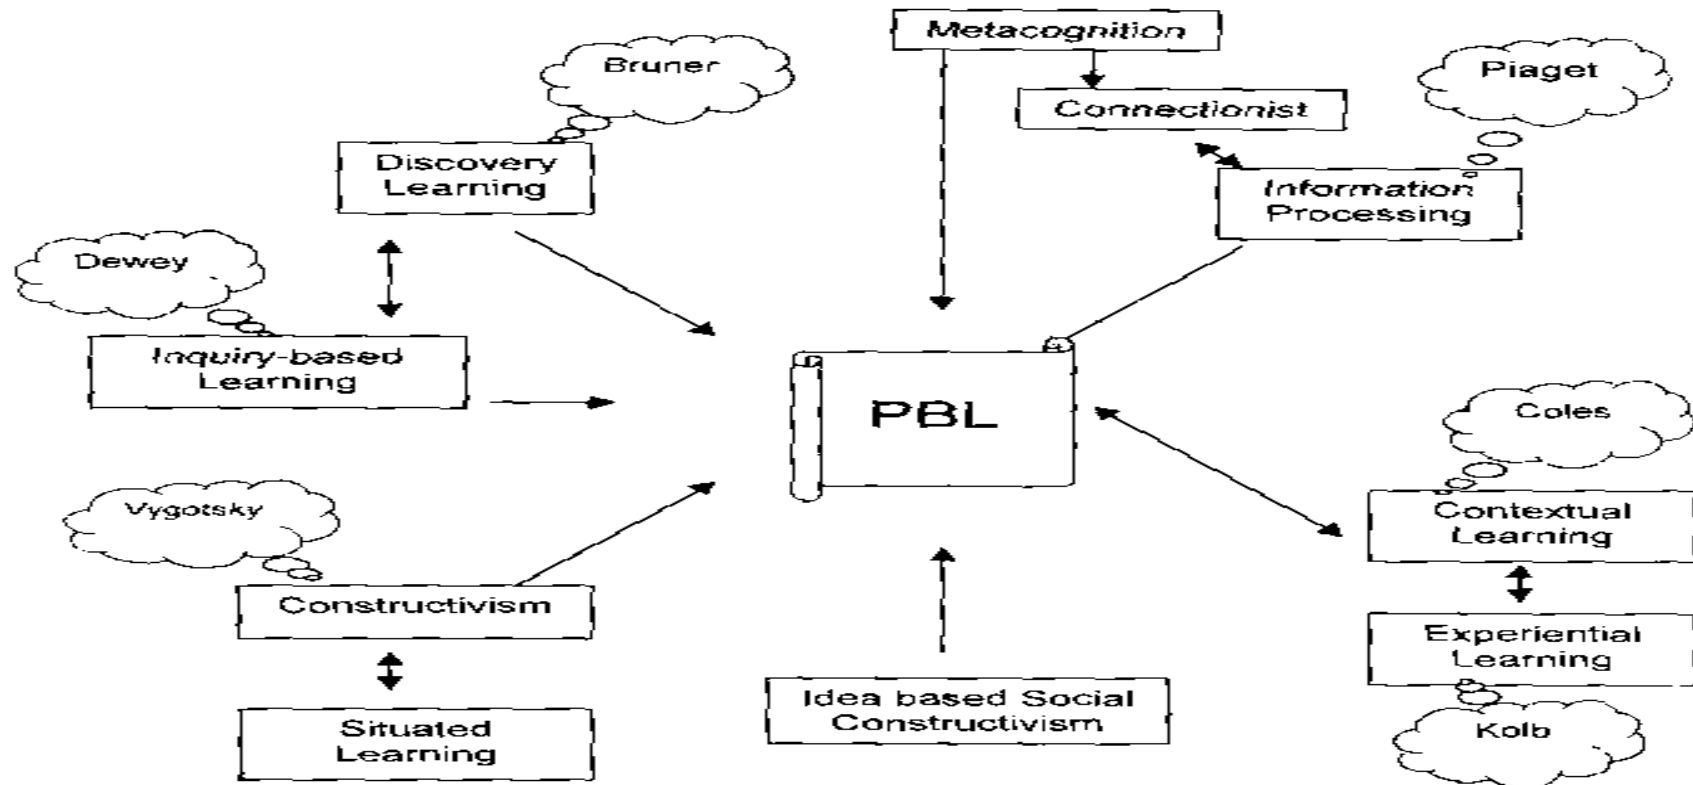 Metacognition
Bruner
Piaget
Connectionist
Discovery
Learning
Information
Processing
Dewey
Inquiry-based
Learning
PBL
Coles
Vygotsky
Contextual
Learning
Constructivism
Experiential
Learning
Idea based Social
Constructivism
Situated
Learning
Kolb